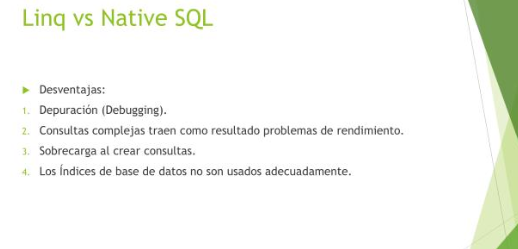 Linq vs Native SQL
Desventajas:
1. Depuración (Debugging).
2. Consultas complejas traen como resultado problemas de rendimiento.
3. Sobrecarga al crear consultas.
4. Los Índices de base de datos no son usados adecuadamente.